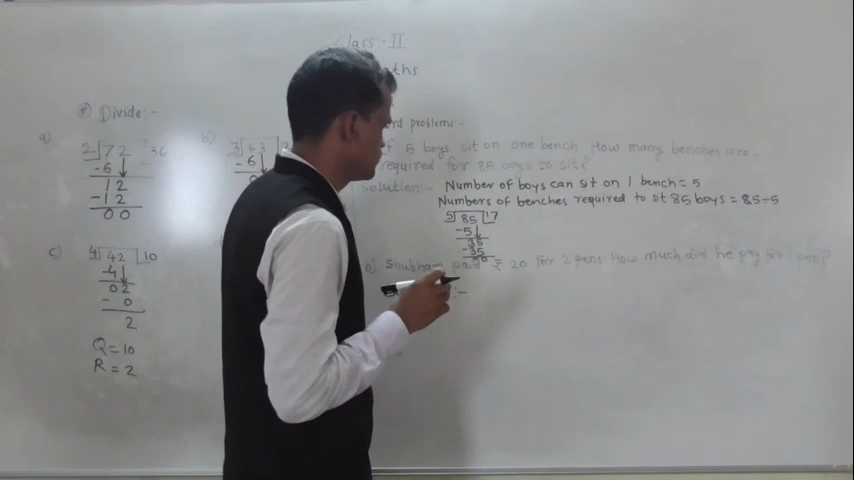 Class - II
aths
Divide:-
a) 2 72 36
-6
12
-12
00
b) 3 63 2
-6
0
c) 4 42 10
-4
02
- 0
2
Q = 10
R = 2
ord problems -
f 5 boys sit on one bench How many benches are
required for 85 boys to sit?
Solution:- Number of boys can sit on 1 bench = 5
Numbers of benches required to sit 85 boys = 85÷5
5 85 17
-5
35
-35
00
Shubham paid ₹ 20 for 2 pens How much did he pay for 1 pen?
:-